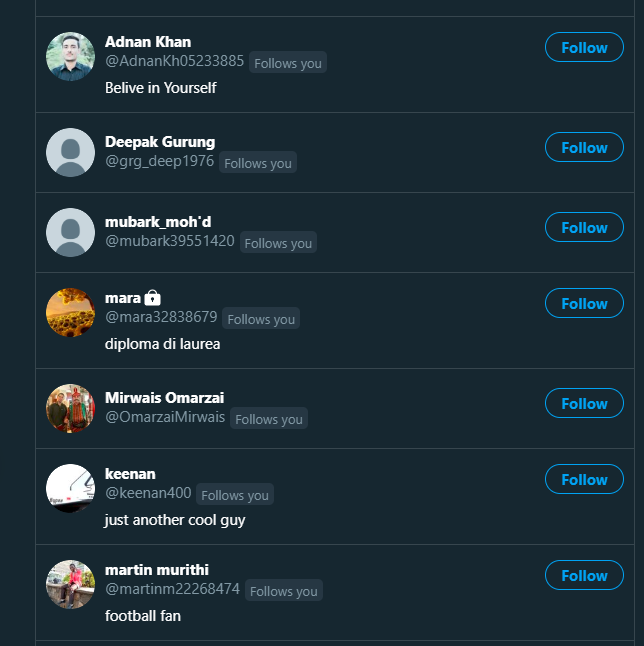 Adnan Khan
@AdnanKh05233885 Follows you
Follow
Belive in Yourself
Deepak Gurung
@grg_deep1976 Follows you
Follow
mubark_moh'd
@mubark39551420 Follows you
Follow
mara
@mara32838679 Follows you
Follow
diploma di laurea
Mirwais Omarzai
@OmarzaiMirwais Follows you
Follow
keenan
@keenan400 Follows you
Follow
just another cool guy
martin murithi
@martinm22268474 Follows you
Follow
football fan